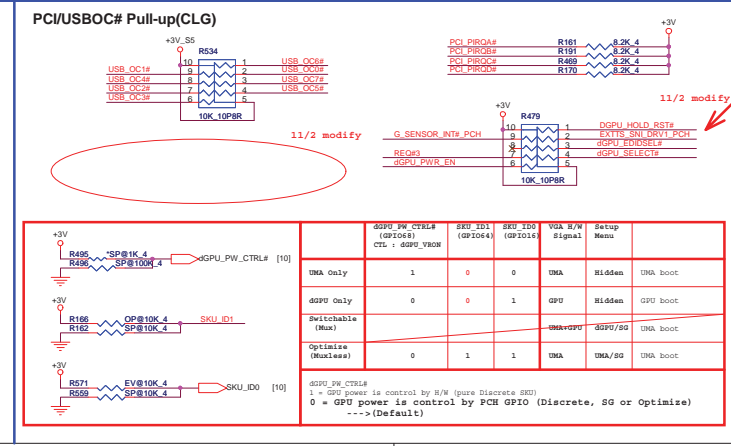 PCI/USBOC# Pull-up(CLG)
+3V_S5
R534
10 1 USB_OC6#
USB_OC1# 9 2 USB_OC0#
USB_OC4# 8 3 USB_OC7#
USB_OC2# 7 4 USB_OC5#
USB_OC3# 6 5
10K_10P8R
+3V
PCI_PIRQA# R161 8.2K_4
PCI_PIRQB# R191 8.2K_4
PCI_PIRQC# R469 8.2K_4
PCI_PIRQD# R170 8.2K_4
11/2 modify
11/2 modify
+3V
R479
10 1 DGPU_HOLD_RST#
G_SENSOR_INT#_PCH 9 2 EXTTS_SNI_DRV1_PCH
8 3 dGPU_EDIDSEL#
REQ#3 7 4 dGPU_SELECT#
dGPU_PWR_EN 6 5
10K_10P8R
+3V
R495 *SP@1K_4
R496 SP@100K_4
dGPU_PW_CTRL# [10]
+3V
R166 OP@10K_4 SKU_ID1
R162 SP@10K_4
+3V
R571 EV@10K_4
R559 SP@10K_4
SKU_ID0 [10]
dGPU_PW_CTRL# SKU_ID1 SKU_ID0 VGA H/W Setup
(GPIO68) (GPIO64) (GPIO16) Signal Menu
CTL : dGPU_VRON
UMA Only 1 0 0 UMA Hidden UMA boot
dGPU Only 0 0 1 GPU Hidden GPU boot
Switchable
(Mux) UMA+GPU dGPU/SG UMA boot
Optimize
(Muxless) 0 1 1 UMA UMA/SG UMA boot
dGPU_PW_CTRL#
1 = GPU power is control by H/W (pure Discrete SKU)
0 = GPU power is control by PCH GPIO (Discrete, SG or Optimize)
--->(Default)